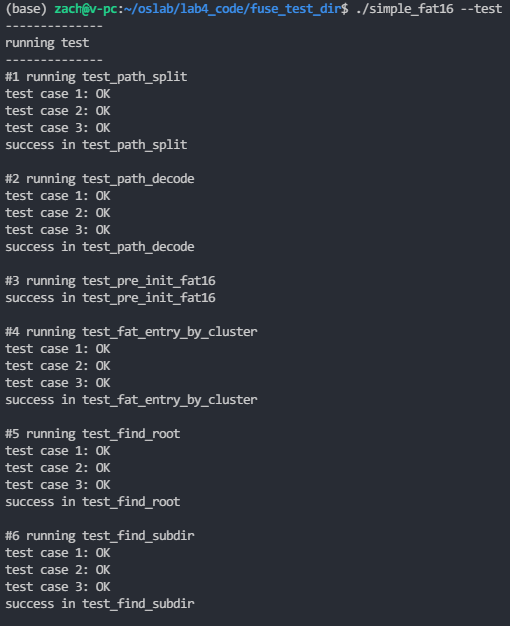 (base) zach@v-pc:~/oslab/lab4_code/fuse_test_dir$ ./simple_fat16 --test
--------------
running test
--------------
#1 running test_path_split
test case 1: OK
test case 2: OK
test case 3: OK
success in test_path_split

#2 running test_path_decode
test case 1: OK
test case 2: OK
test case 3: OK
success in test_path_decode

#3 running test_pre_init_fat16
success in test_pre_init_fat16

#4 running test_fat_entry_by_cluster
test case 1: OK
test case 2: OK
test case 3: OK
success in test_fat_entry_by_cluster

#5 running test_find_root
test case 1: OK
test case 2: OK
test case 3: OK
success in test_find_root

#6 running test_find_subdir
test case 1: OK
test case 2: OK
test case 3: OK
success in test_find_subdir